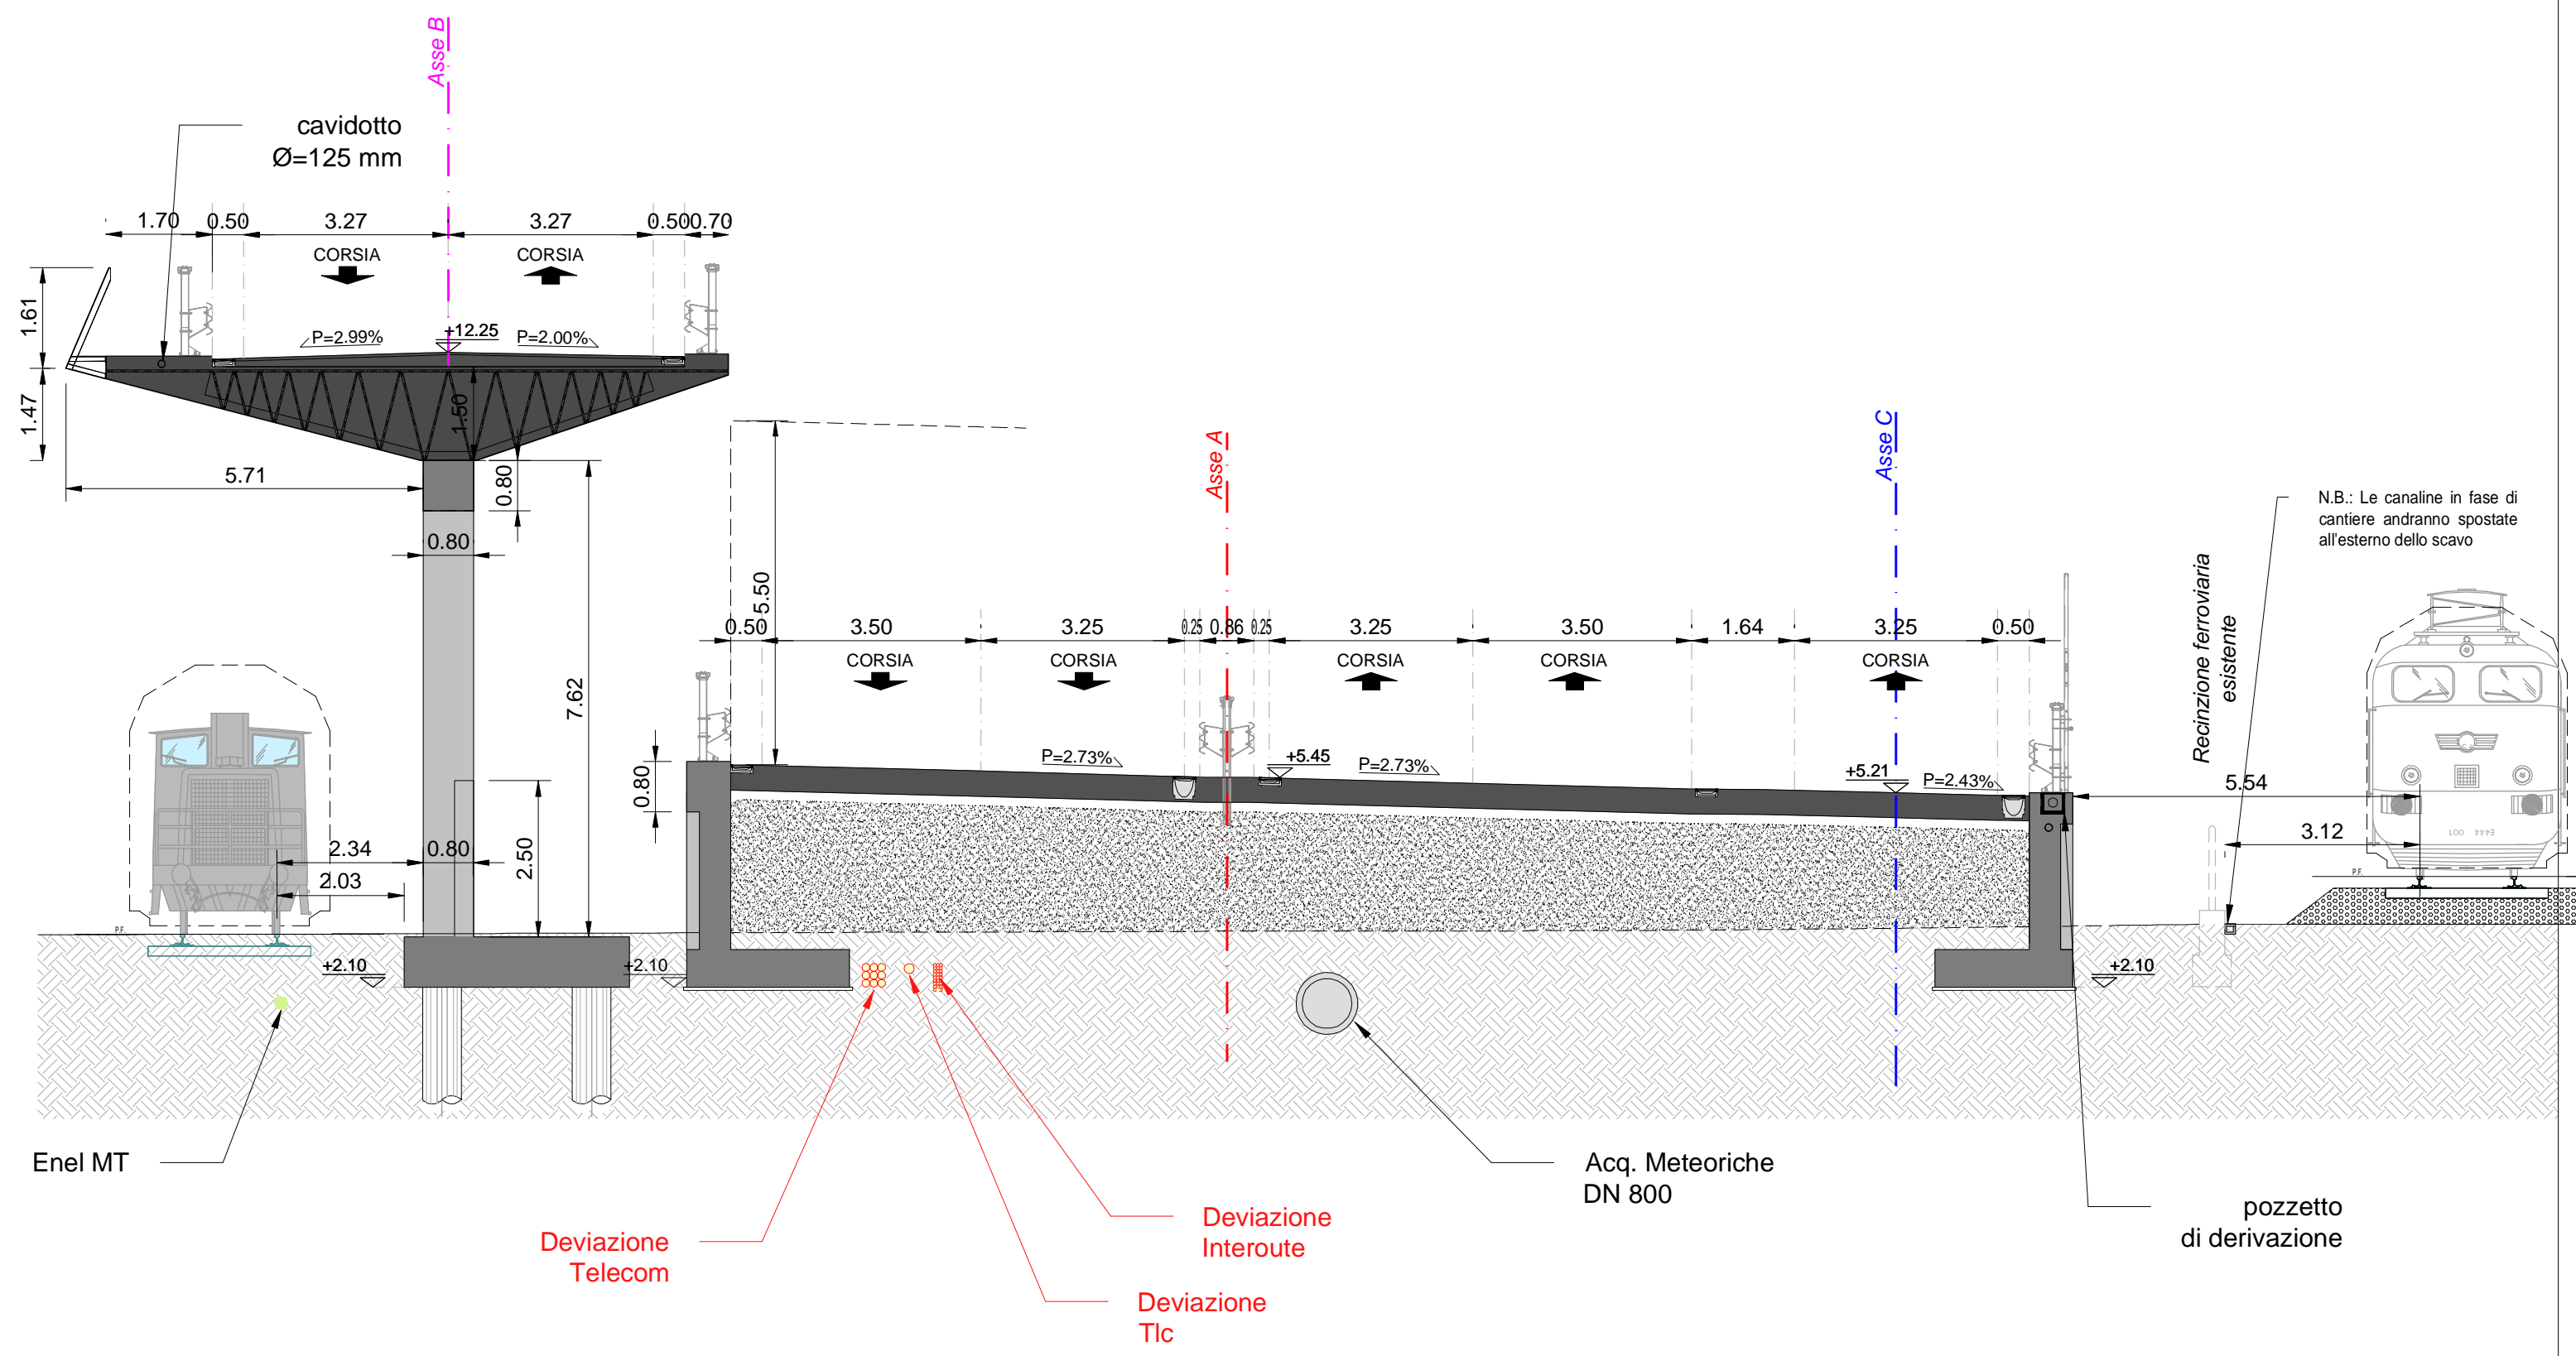 Asse B
cavidotto
Ø=125 mm
1.70 0.50 3.27 3.27 0.50 0.70
CORSIA CORSIA
1.61
P=2.99% +12.25 P=2.00%
1.47
1.50
5.71
0.80
0.80
7.62
5.50
Asse A
Asse C
N.B.: Le canaline in fase di
cantiere andranno spostate
all'esterno dello scavo
Recinzione ferroviaria
esistente
0.50 3.50 3.25 0.25 0.86 0.25 3.25 3.50 1.64 3.25 0.50
CORSIA CORSIA CORSIA CORSIA CORSIA
P=2.73% +5.45 P=2.73% +5.21 P=2.43%
0.80
5.54
3.12
E444 001
2.34 0.80 2.50
2.03
P.F.
P.F.
+2.10 +2.10 +2.10
Enel MT
Acq. Meteoriche
DN 800
Deviazione
Telecom
Deviazione
Interoute
Deviazione
Tlc
pozzetto
di derivazione